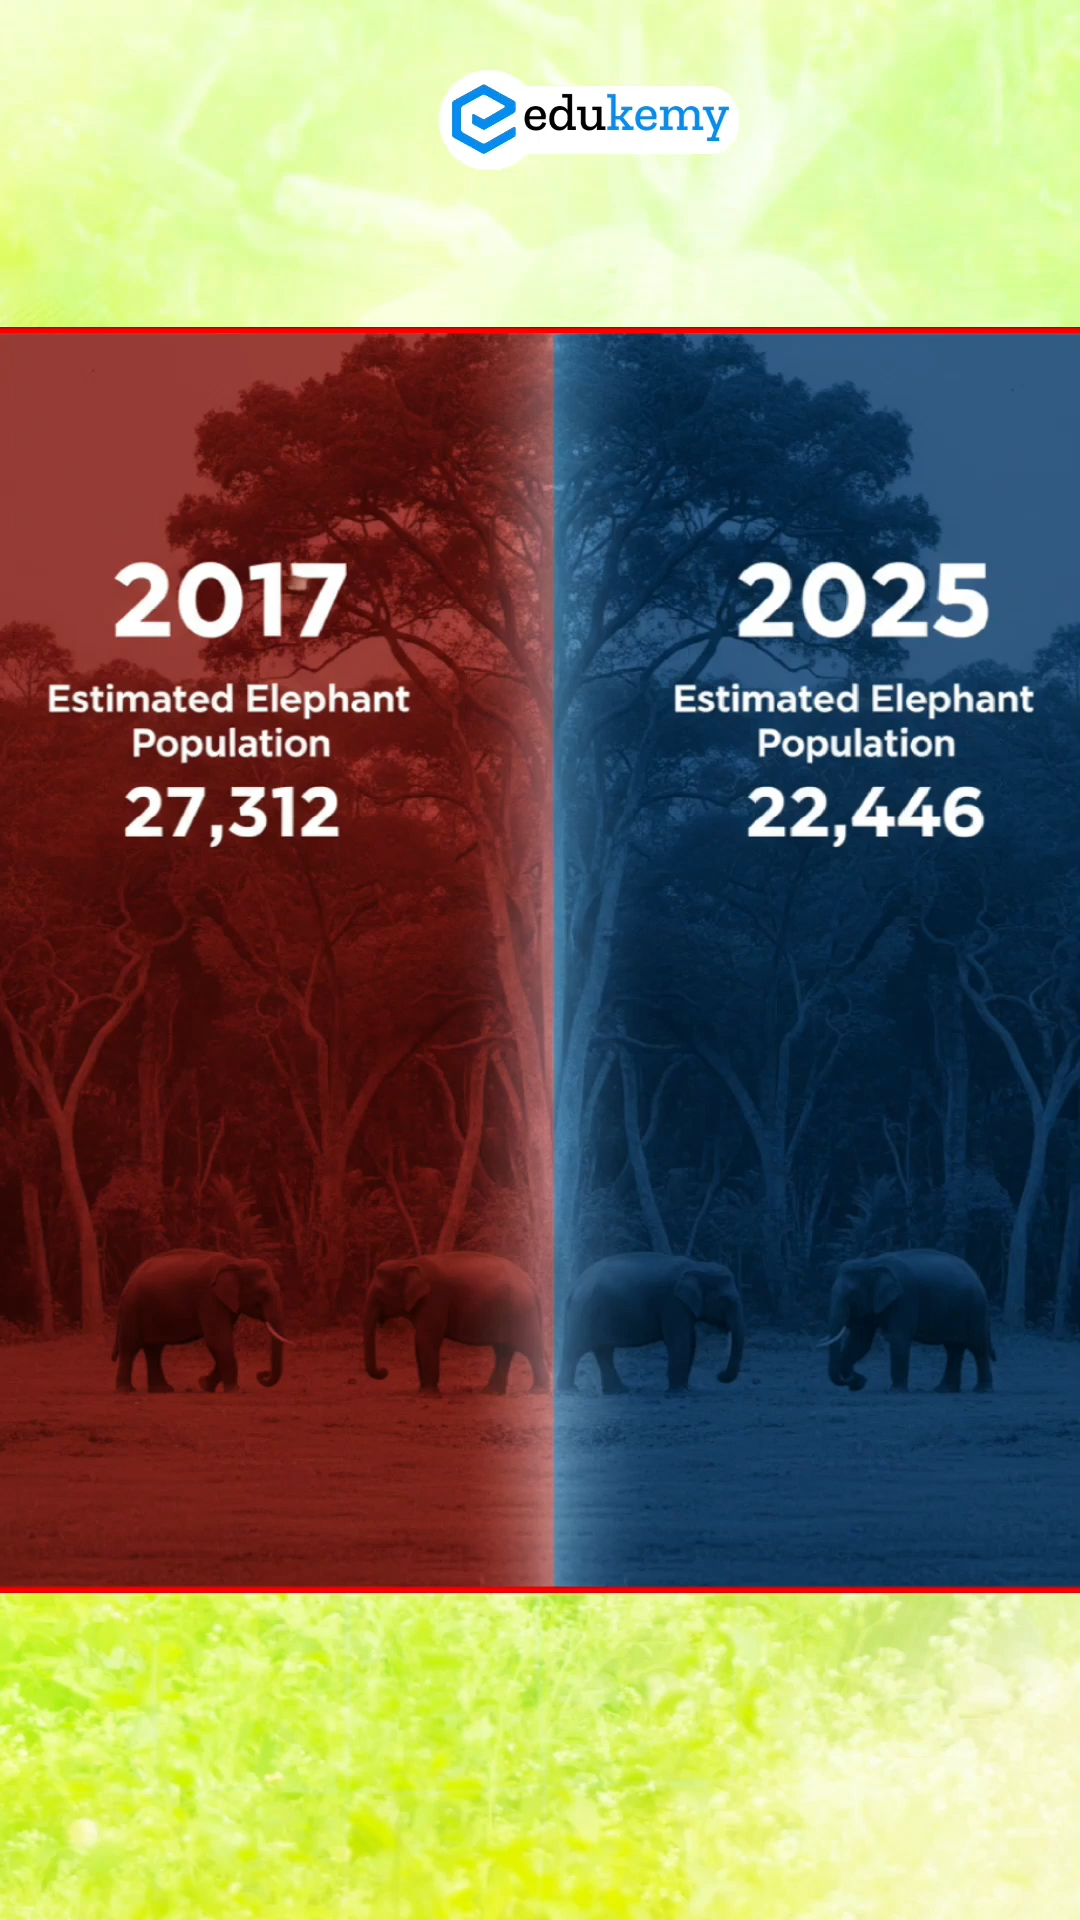 edukemy
2017
Estimated Elephant
Population
27,312
2025
Estimated Elephant
Population
22,446